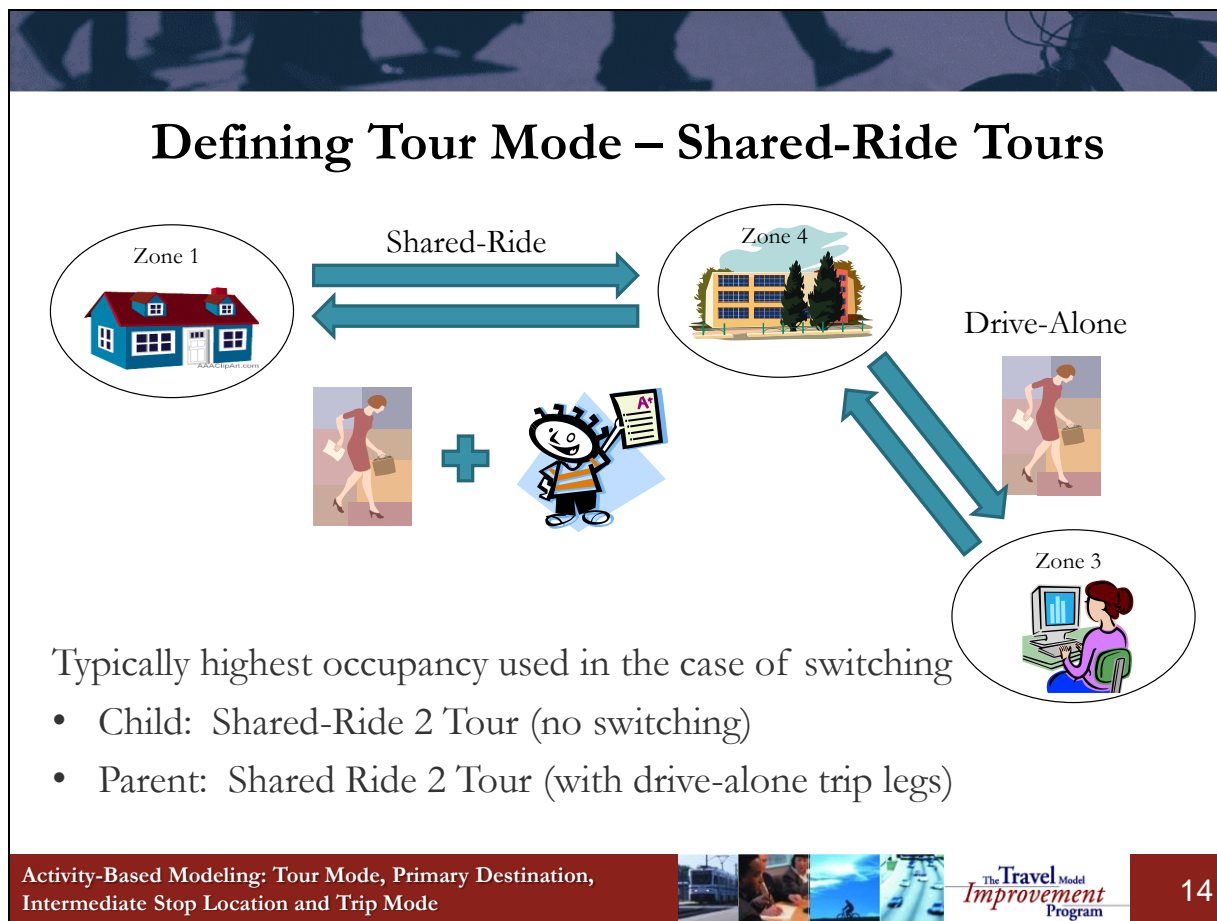 Defining Tour Mode – Shared-Ride Tours
Zone 1
Shared-Ride
Zone 4
Drive-Alone
AAAClipArt.com
A+
Zone 3
Typically highest occupancy used in the case of switching
• Child: Shared-Ride 2 Tour (no switching)
• Parent: Shared Ride 2 Tour (with drive-alone trip legs)
Activity-Based Modeling: Tour Mode, Primary Destination,
Intermediate Stop Location and Trip Mode
The Travel Model
Improvement
Program
14